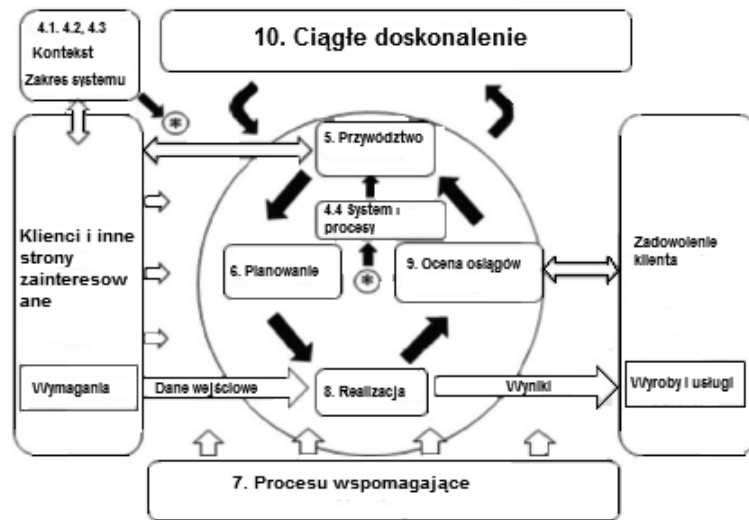 4.1. 4.2, 4.3
Kontekst
Zakres systemu
10. Ciągłe doskonalenie
*
5. Przywództwo
4.4 System i
procesy
*
Klienci i inne
strony
zainteresow
ane
6. Planowanie
9. Ocena osiągów
Zadowolenie
klienta
Wymagania
Dane wejściowe
8. Realizacja
Wyniki
Wyroby i usługi
7. Procesu wspomagające